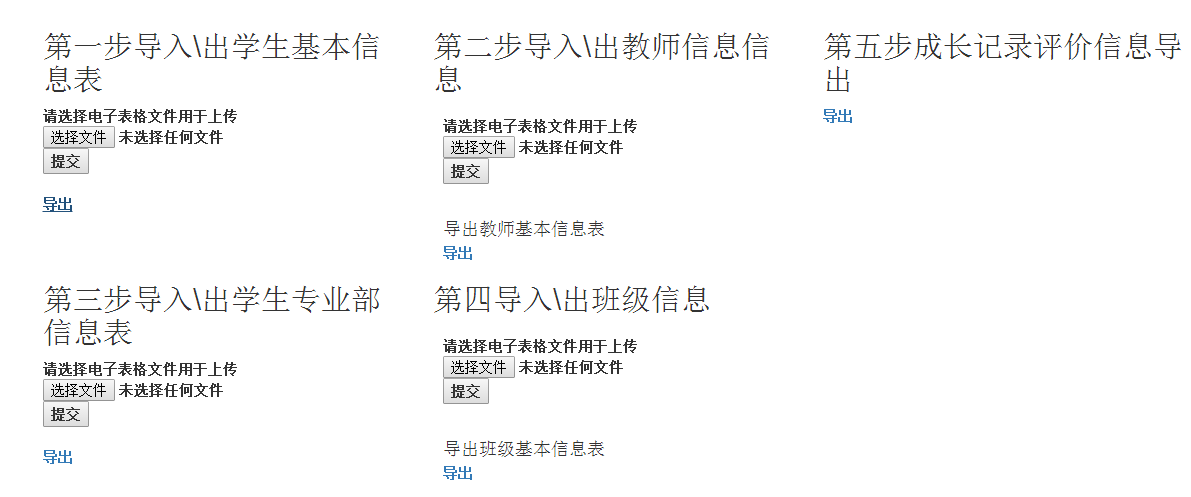 第一步导入\出学生基本信
息表
请选择电子表格文件用于上传
选择文件 未选择任何文件
提交
导出
第二步导入\出教师信息信
息
请选择电子表格文件用于上传
选择文件 未选择任何文件
提交
导出教师基本信息表
导出
第五步成长记录评价信息导
出
导出
第三步导入\出学生专业部
信息表
请选择电子表格文件用于上传
选择文件 未选择任何文件
提交
导出
第四导入\出班级信息
请选择电子表格文件用于上传
选择文件 未选择任何文件
提交
导出班级基本信息表
导出